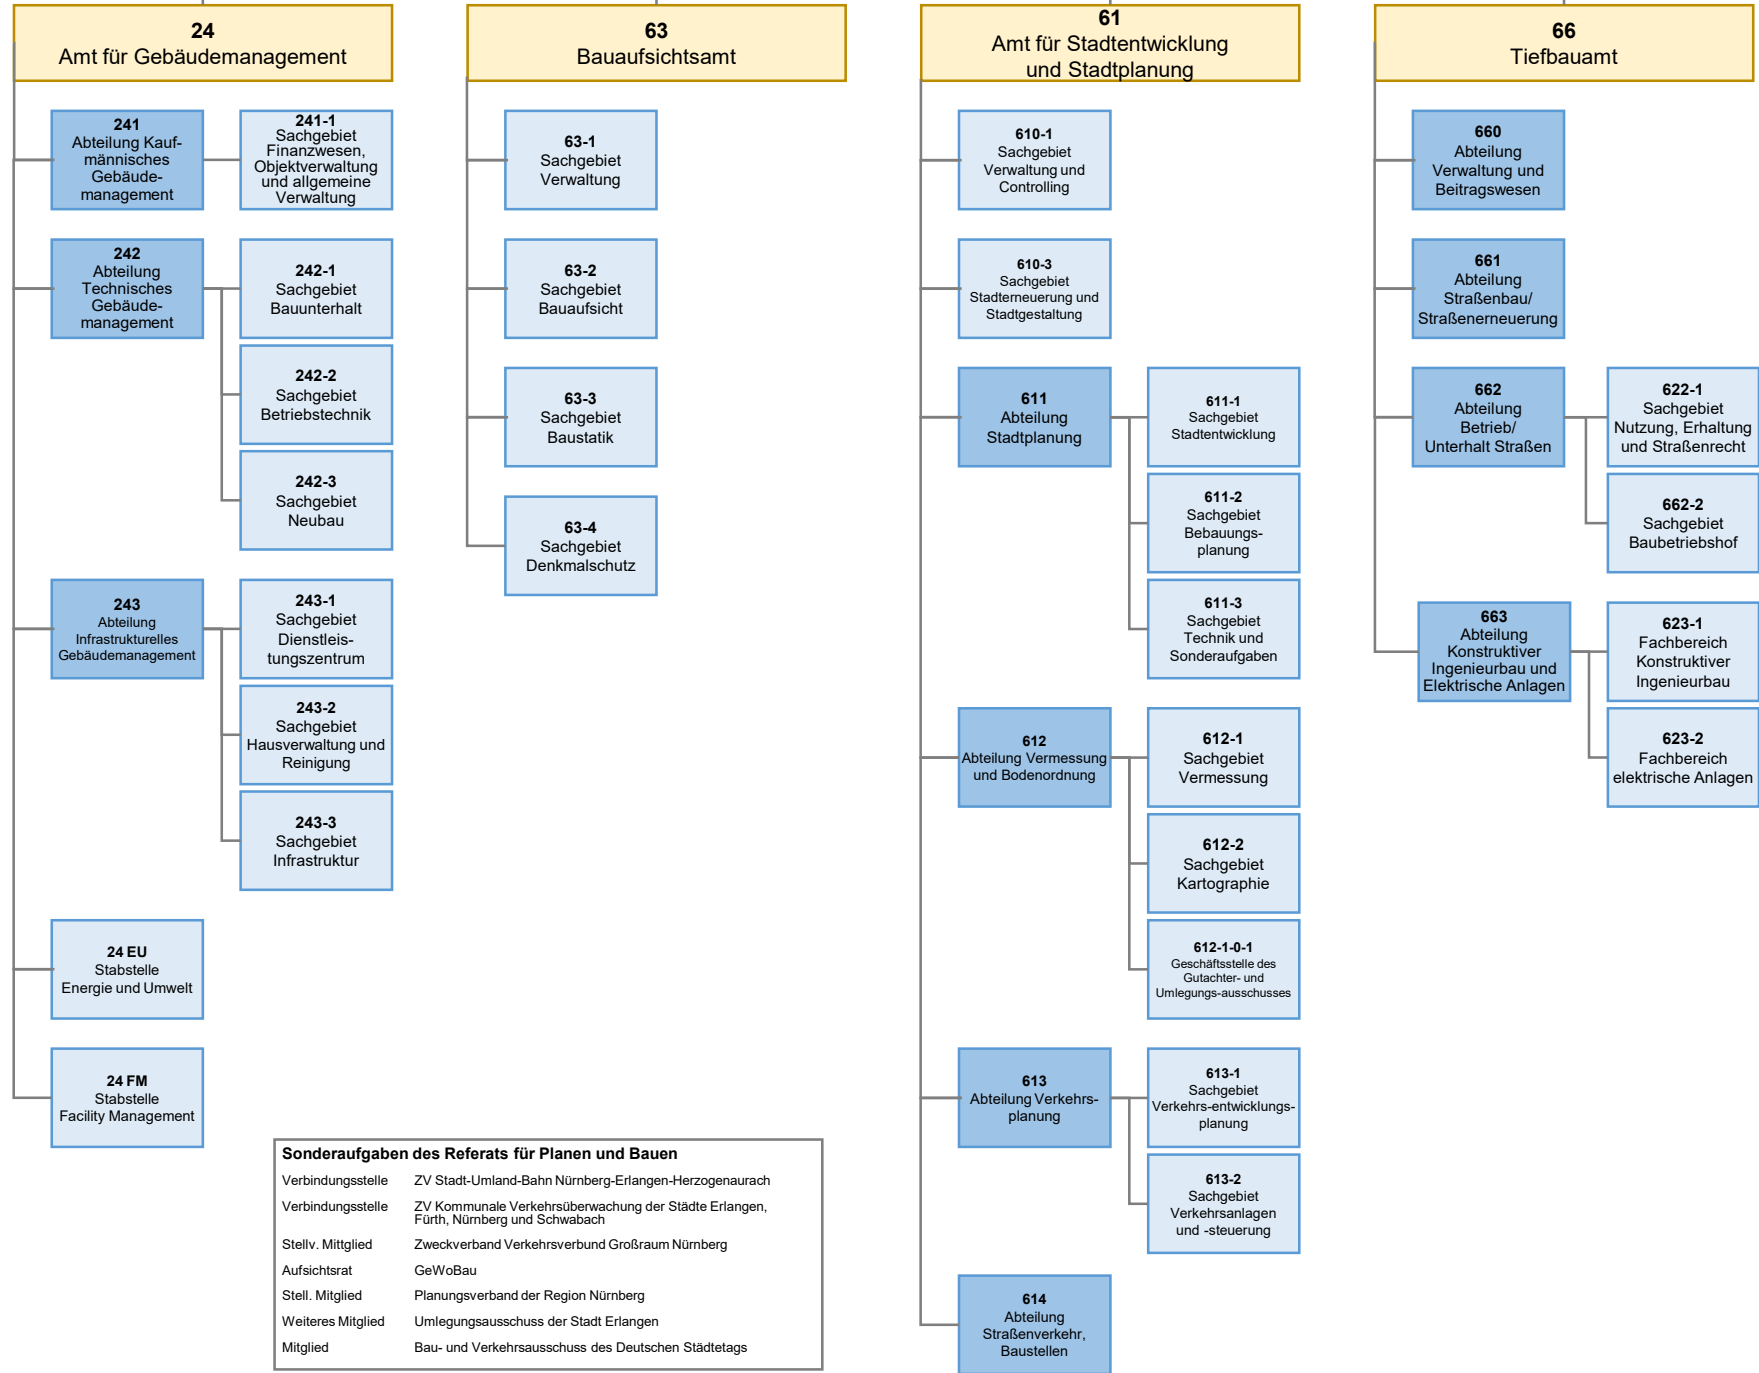 24
Amt für Gebäudemanagement
241
Abteilung Kauf-
männisches
Gebäude-
management
241-1
Sachgebiet
Finanzwesen,
Objektverwaltung
und allgemeine
Verwaltung
242
Abteilung
Technisches
Gebäude-
management
242-1
Sachgebiet
Bauunterhalt
242-2
Sachgebiet
Betriebstechnik
242-3
Sachgebiet
Neubau
243
Abteilung
Infrastrukturelles
Gebäudemanagement
243-1
Sachgebiet
Dienstleis-
tungszentrum
243-2
Sachgebiet
Hausverwaltung und
Reinigung
243-3
Sachgebiet
Infrastruktur
24 EU
Stabstelle
Energie und Umwelt
24 FM
Stabstelle
Facility Management
63
Bauaufsichtsamt
63-1
Sachgebiet
Verwaltung
63-2
Sachgebiet
Bauaufsicht
63-3
Sachgebiet
Baustatik
63-4
Sachgebiet
Denkmalschutz
61
Amt für Stadtentwicklung
und Stadtplanung
610-1
Sachgebiet
Verwaltung und
Controlling
610-3
Sachgebiet
Stadterneuerung und
Stadtgestaltung
611
Abteilung
Stadtplanung
611-1
Sachgebiet
Stadtentwicklung
611-2
Sachgebiet
Bebauungs-
planung
611-3
Sachgebiet
Technik und
Sonderaufgaben
612
Abteilung Vermessung
und Bodenordnung
612-1
Sachgebiet
Vermessung
612-2
Sachgebiet
Kartographie
612-1-0-1
Geschäftsstelle des
Gutachter- und
Umlegungs-ausschusses
613
Abteilung Verkehrs-
planung
613-1
Sachgebiet
Verkehrs-entwicklungs-
planung
613-2
Sachgebiet
Verkehrsanlagen
und -steuerung
614
Abteilung
Straßenverkehr,
Baustellen
66
Tiefbauamt
660
Abteilung
Verwaltung und
Beitragswesen
661
Abteilung
Straßenbau/
Straßenerneuerung
662
Abteilung
Betrieb/
Unterhalt Straßen
622-1
Sachgebiet
Nutzung, Erhaltung
und Straßenrecht
662-2
Sachgebiet
Baubetriebshof
663
Abteilung
Konstruktiver
Ingenieurbau und
Elektrische Anlagen
623-1
Fachbereich
Konstruktiver
Ingenieurbau
623-2
Fachbereich
elektrische Anlagen
Sonderaufgaben des Referats für Planen und Bauen
Verbindungsstelle ZV Stadt-Umland-Bahn Nürnberg-Erlangen-Herzogenaurach
Verbindungsstelle ZV Kommunale Verkehrsüberwachung der Städte Erlangen,
Fürth, Nürnberg und Schwabach
Stellv. Mittglied Zweckverband Verkehrsverbund Großraum Nürnberg
Aufsichtsrat GeWoBau
Stell. Mitglied Planungsverband der Region Nürnberg
Weiteres Mitglied Umlegungsausschuss der Stadt Erlangen
Mitglied Bau- und Verkehrsausschuss des Deutschen Städtetags